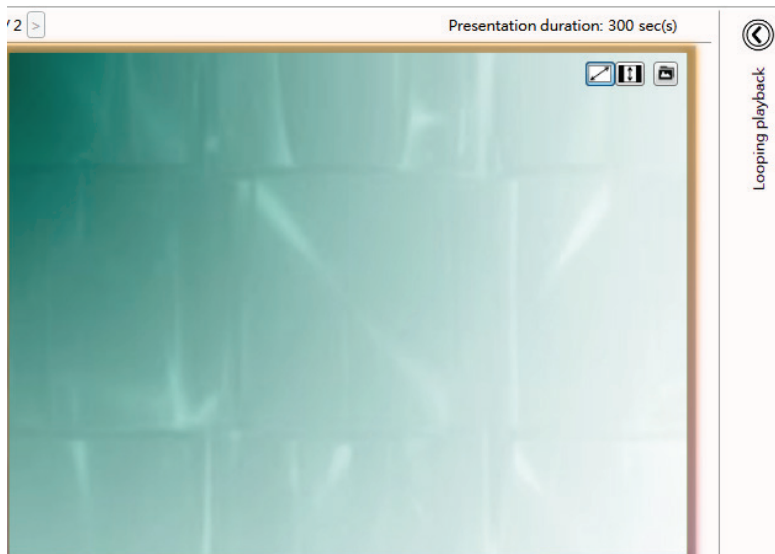 / 2 >
Presentation duration: 300 sec(s)
Looping playback